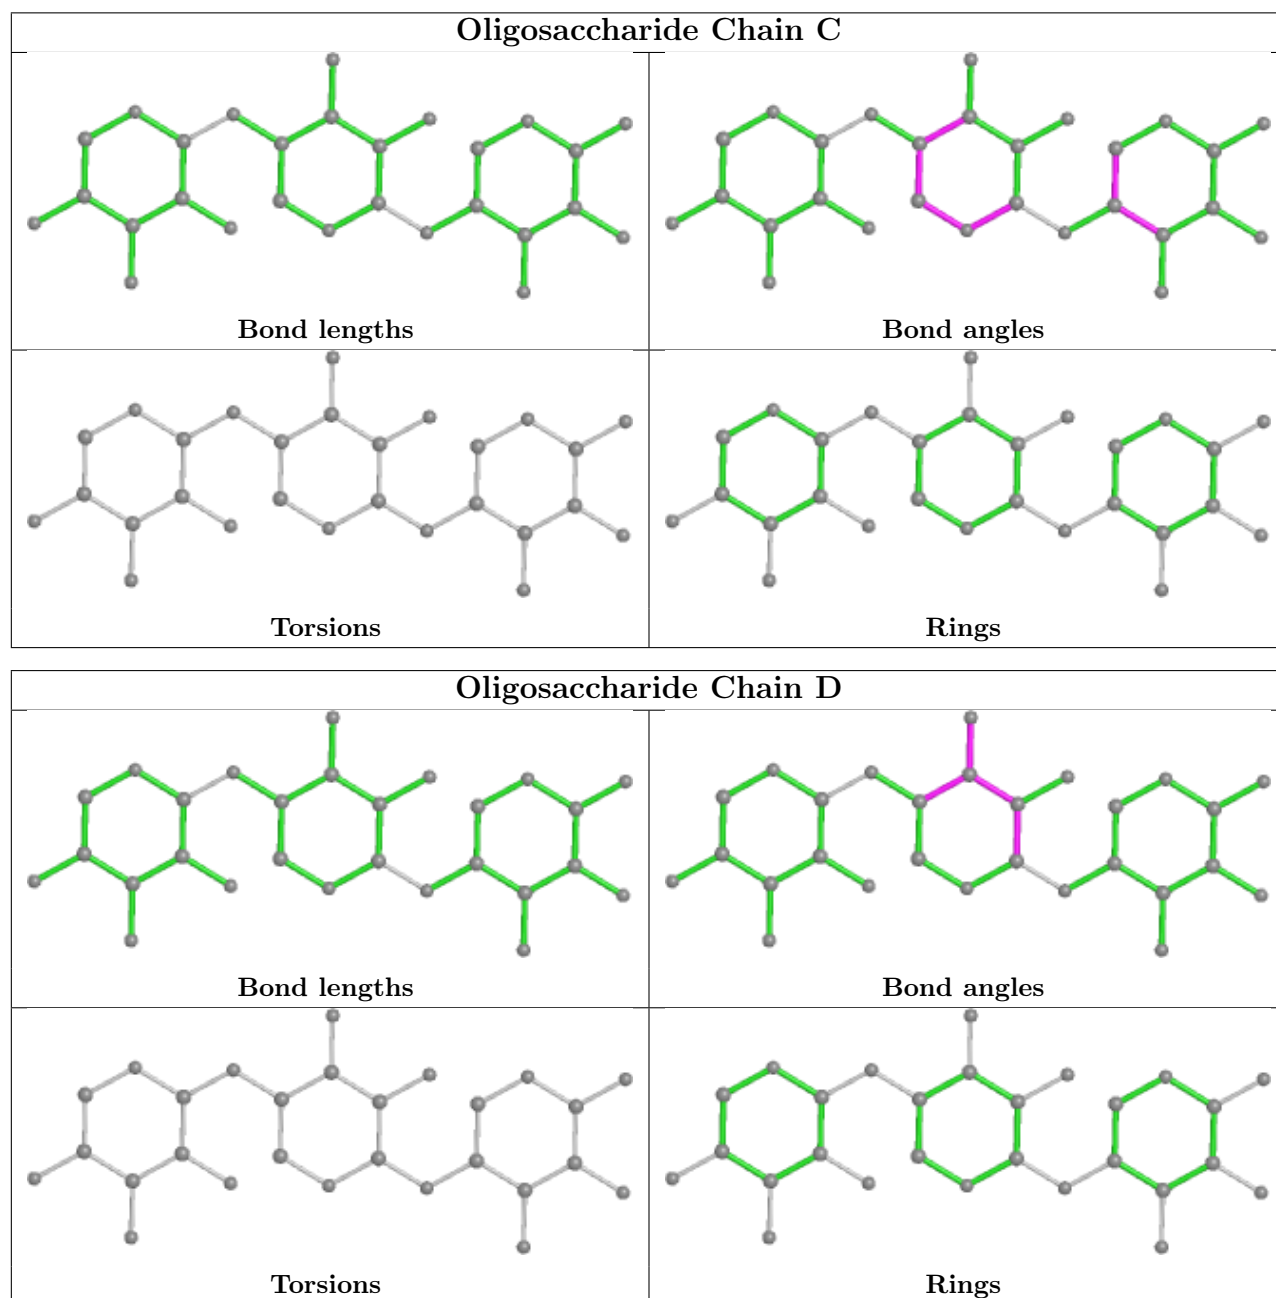 Oligosaccharide Chain C
Bond lengths
Bond angles
Torsions
Rings
Oligosaccharide Chain D
Bond lengths
Bond angles
Torsions
Rings